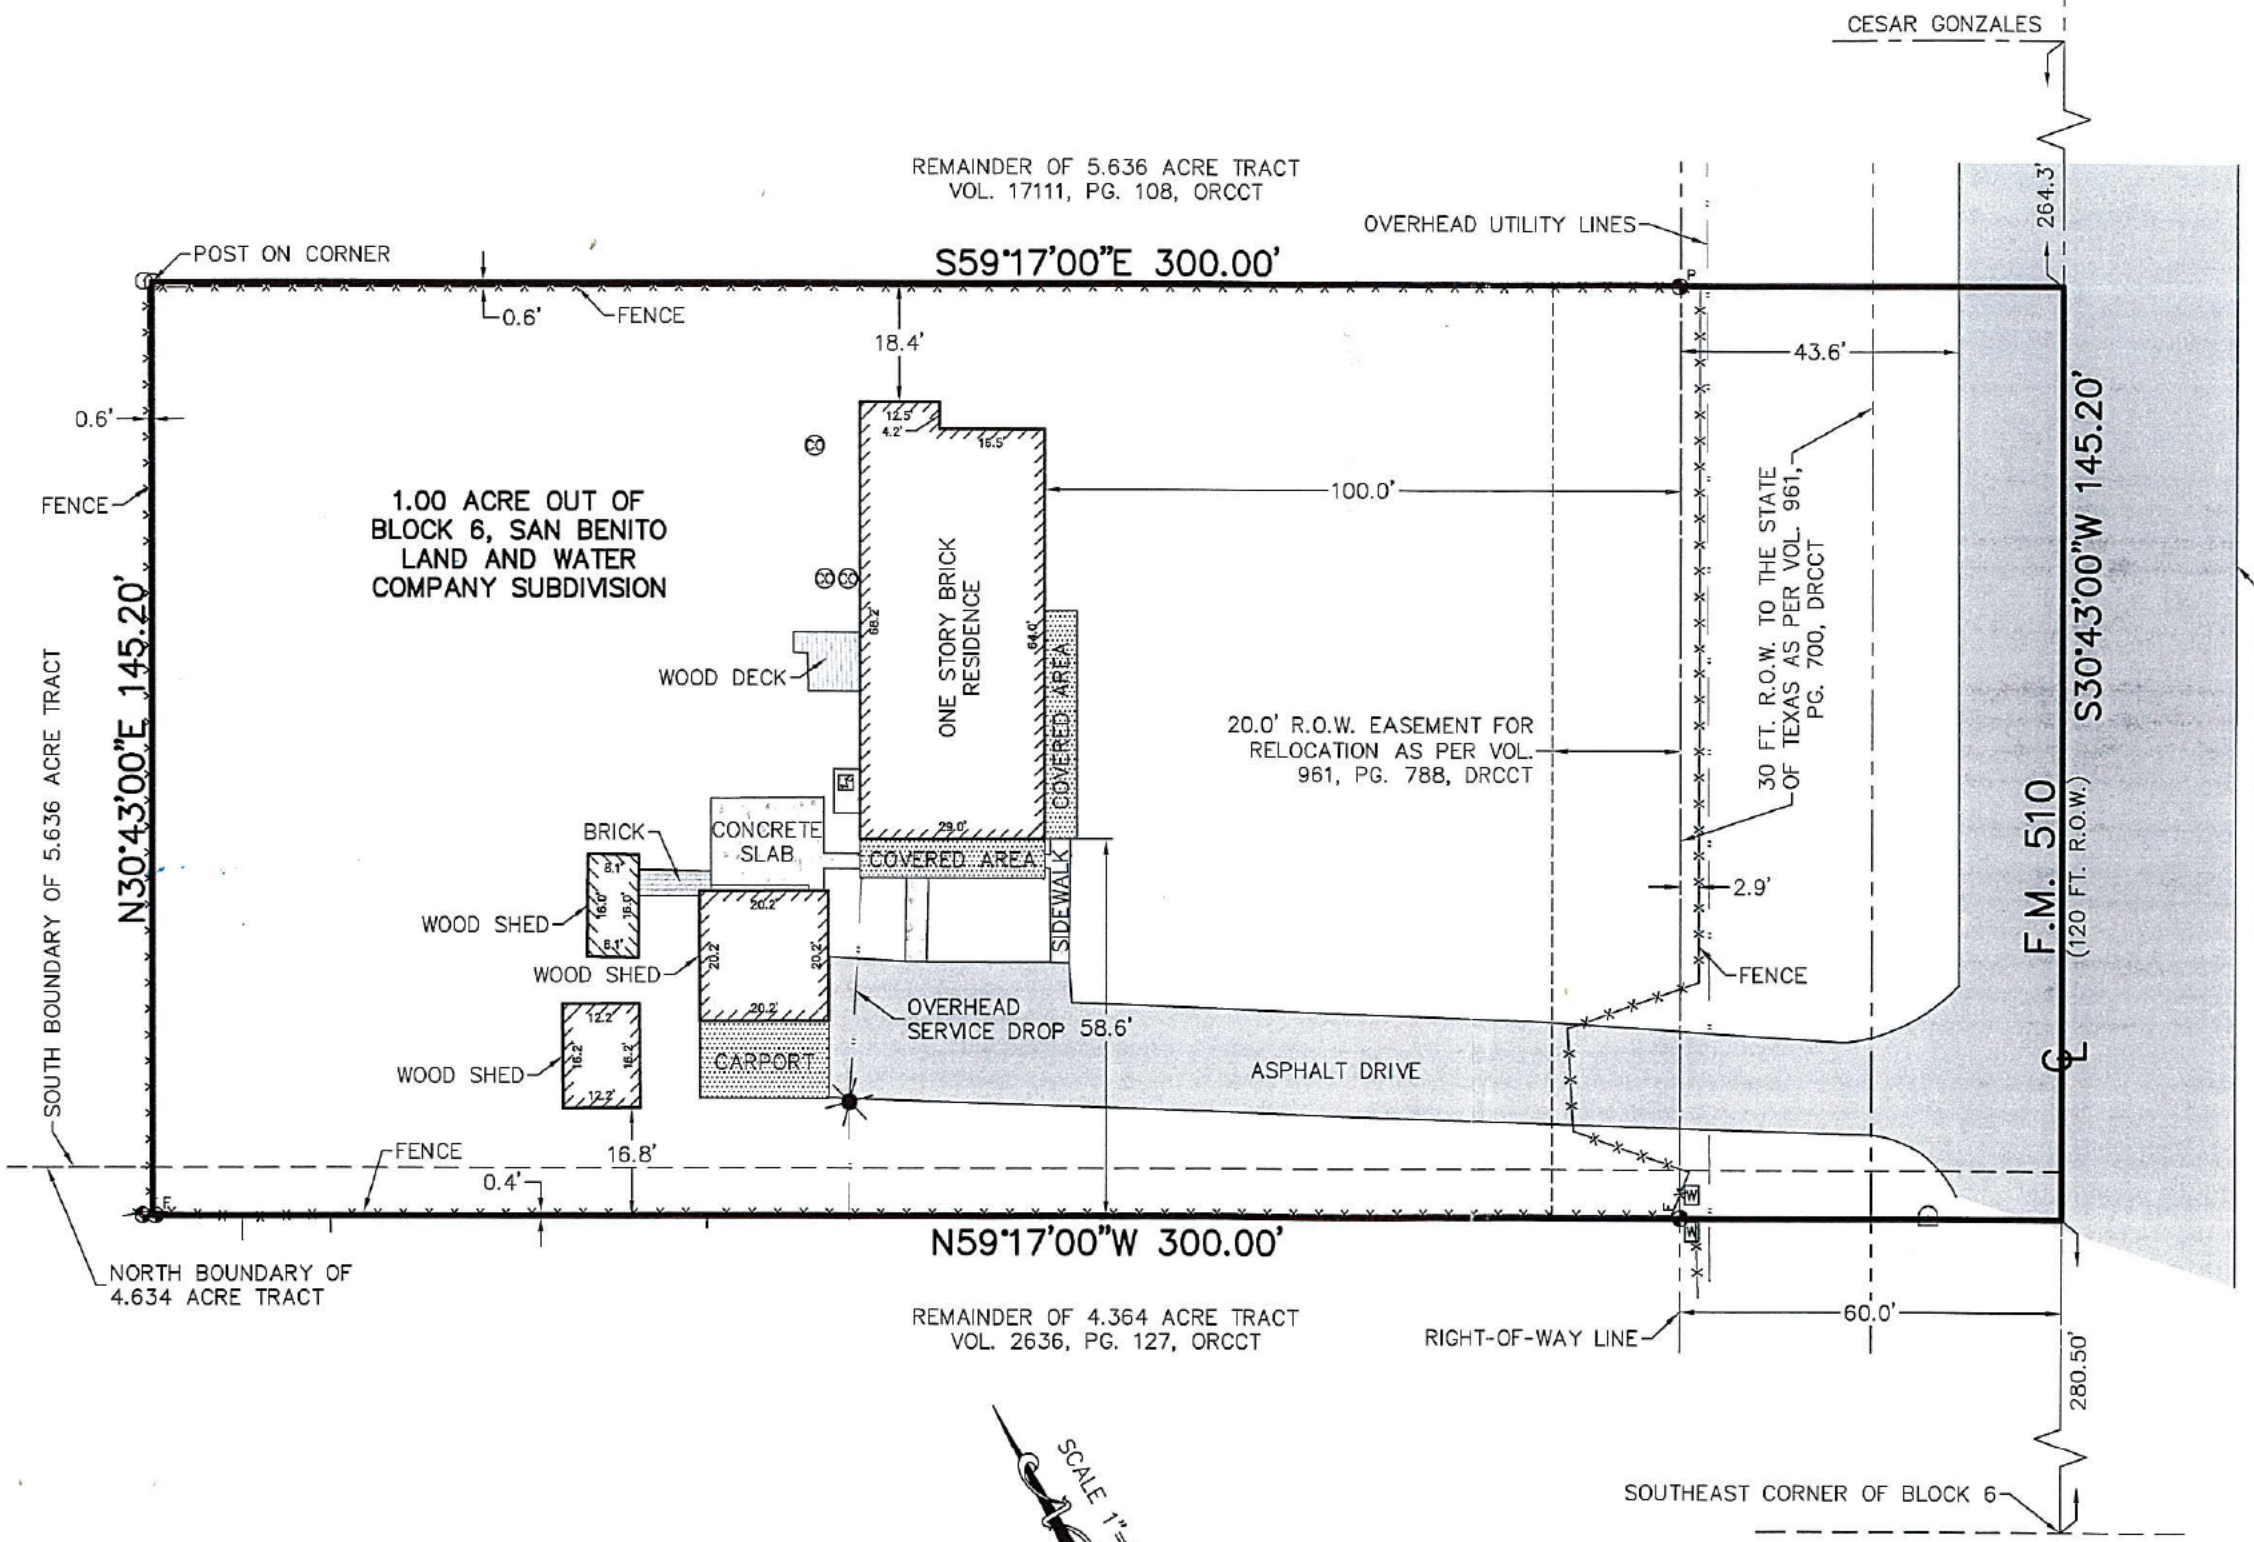 CESAR GONZALES
REMAINDER OF 5.636 ACRE TRACT
VOL. 17111, PG. 108, ORCCT
264.3'
OVERHEAD UTILITY LINES
POST ON CORNER
S59°17'00"E 300.00'
0.6'
FENCE
18.4'
43.6'
0.6'
12.5'
4.2'
16.5'
CO
100.0'
FENCE
1.00 ACRE OUT OF
BLOCK 6, SAN BENITO
LAND AND WATER
COMPANY SUBDIVISION
S30°43'00"W 145.20'
30 FT. R.O.W. TO THE STATE
OF TEXAS AS PER VOL. 961,
PG. 700, DRCCT
CO CO
ONE STORY BRICK
RESIDENCE
68.2'
64.0'
N30°43'00"E 145.20'
WOOD DECK
COVERED AREA
20.0' R.O.W. EASEMENT FOR
RELOCATION AS PER VOL.
961, PG. 788, DRCCT
SOUTH BOUNDARY OF 5.636 ACRE TRACT
29.0'
BRICK
CONCRETE
SLAB
COVERED AREA
SIDEWALK
2.9'
F.M. 510
(120 FT. R.O.W.)
8.1'
16.0'
16.0'
8.1'
WOOD SHED
20.2'
20.2'
20.2'
20.2'
WOOD SHED
FENCE
OVERHEAD
SERVICE DROP
58.6'
12.2'
16.2'
16.2'
12.2'
WOOD SHED
CARPORT
ASPHALT DRIVE
CL
FENCE
16.8'
0.4'
W
W
P
N59°17'00"W 300.00'
NORTH BOUNDARY OF
4.634 ACRE TRACT
REMAINDER OF 4.364 ACRE TRACT
VOL. 2636, PG. 127, ORCCT
RIGHT-OF-WAY LINE
60.0'
280.50'
SCALE 1"=
SOUTHEAST CORNER OF BLOCK 6